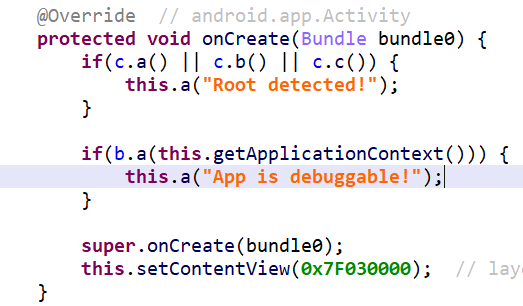 @Override  // android.app.Activity
protected void onCreate(Bundle bundle0) {
    if(c.a() || c.b() || c.c()) {
        this.a("Root detected!");
    }

    if(b.a(this.getApplicationContext())) {
        this.a("App is debuggable!");
    }

    super.onCreate(bundle0);
    this.setContentView(0x7F030000);  // lay
}